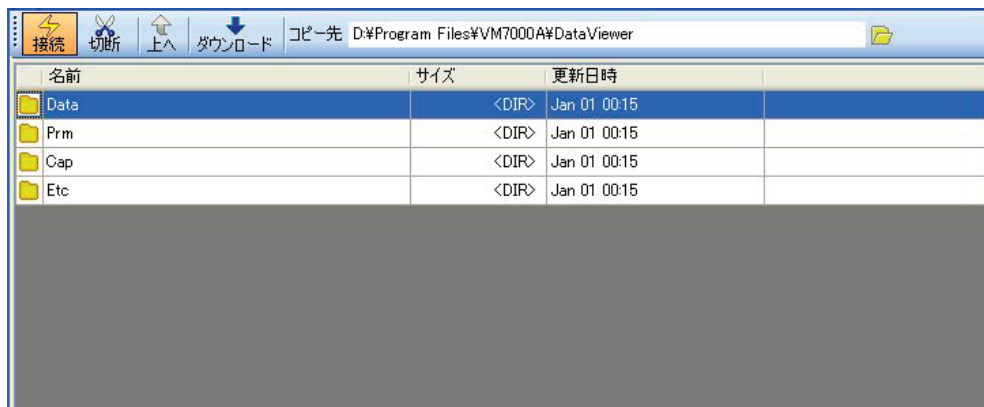 接続 切断 上へ ダウンロード コピー先 D:¥Program Files¥VM7000A¥DataViewer
名前 サイズ 更新日時
Data <DIR> Jan 01 00:15
Prm <DIR> Jan 01 00:15
Cap <DIR> Jan 01 00:15
Etc <DIR> Jan 01 00:15